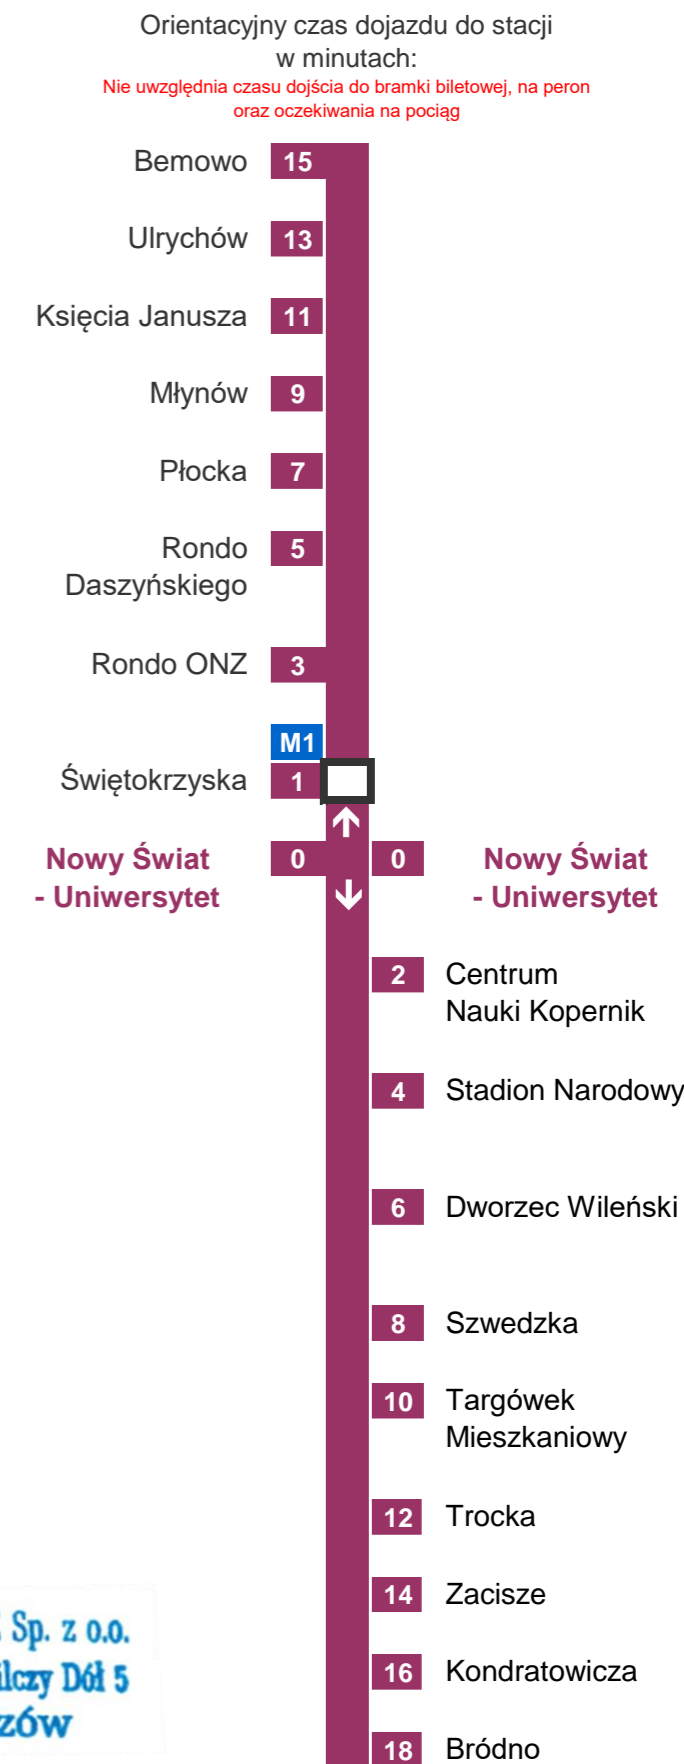 Orientacyjny czas dojazdu do stacji
w minutach:
Nie uwzględnia czasu dojścia do bramki biletowej, na peron
oraz oczekiwania na pociąg
Bemowo 15
Ulrychów 13
Księcia Janusza 11
Młynów 9
Płocka 7
Rondo 5
Daszyńskiego
Rondo ONZ 3
M1
Świętokrzyska 1
Nowy Świat 0 0 Nowy Świat
- Uniwersytet - Uniwersytet
2 Centrum
Nauki Kopernik
4 Stadion Narodowy
6 Dworzec Wileński
8 Szwedzka
10 Targówek
Mieszkaniowy
12 Trocka
14 Zacisze
16 Kondratowicza
18 Bródno
Sp. z o.o.
Dół 5